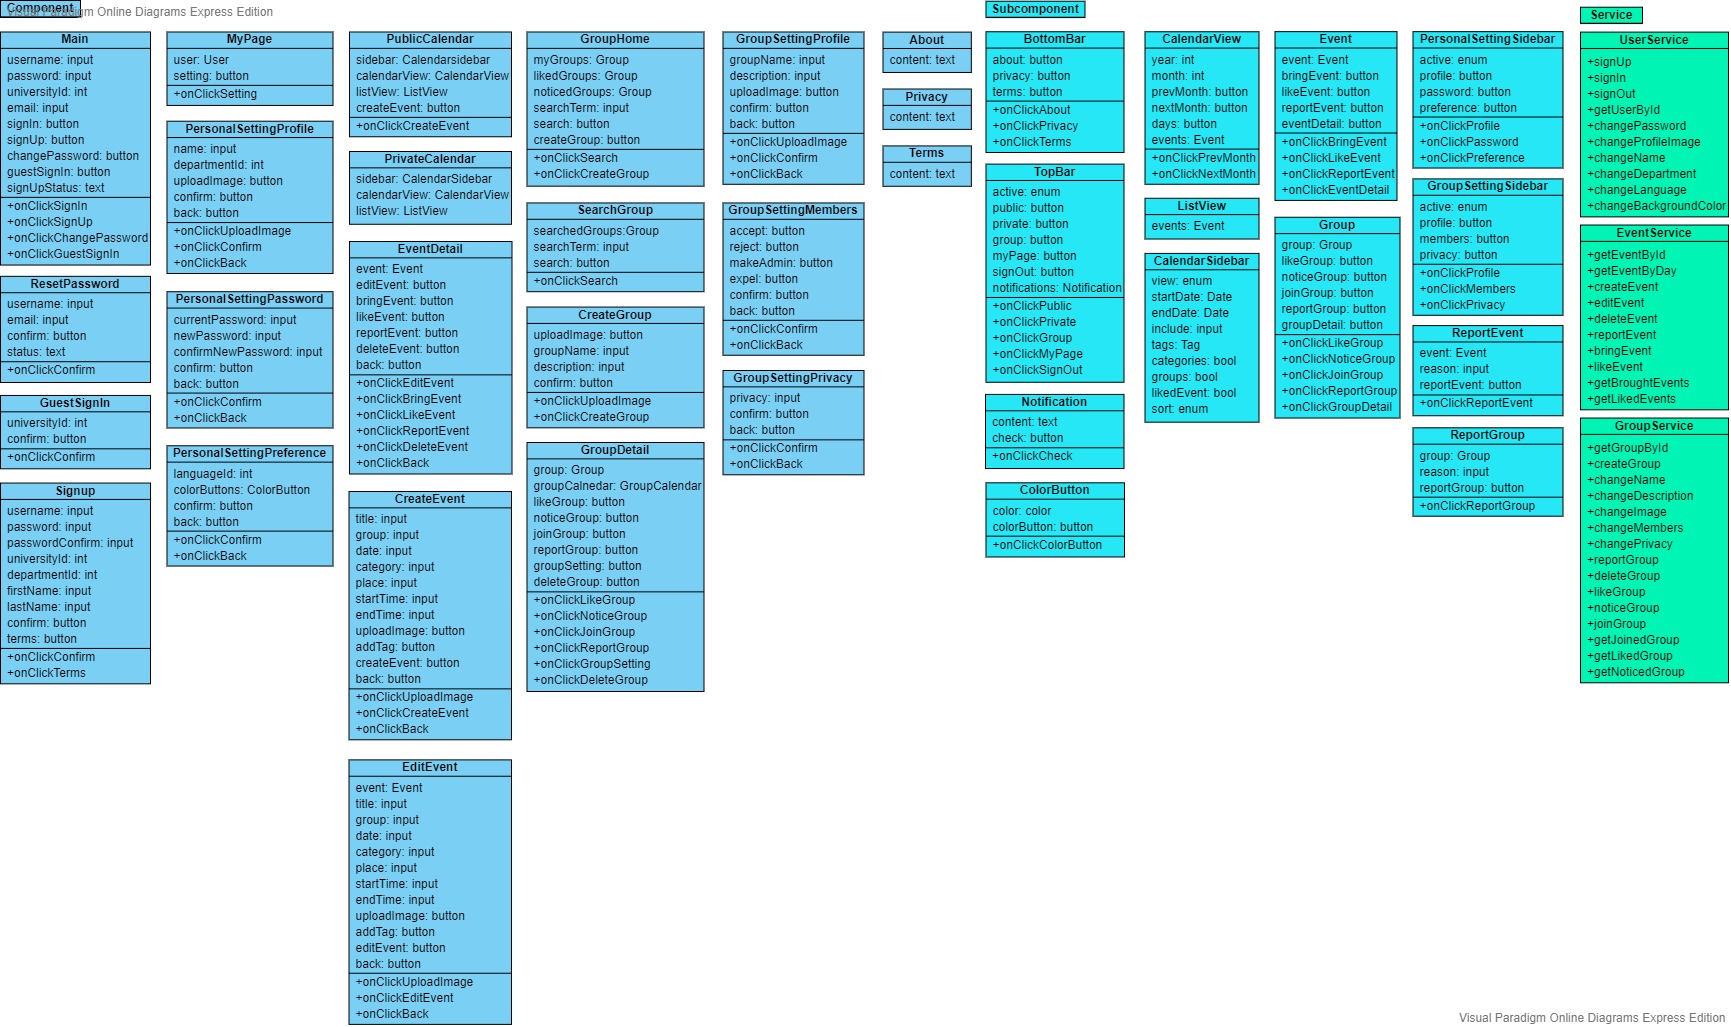 Component
Visual Paradigm Online Diagrams Express Edition
Main
username: input
password: input
universityId: int
email: input
signIn: button
signUp: button
changePassword: button
guestSignIn: button
signUpStatus: text
+onClickSignIn
+onClickSignUp
+onClickChangePassword
+onClickGuestSignIn
ResetPassword
username: input
email: input
confirm: button
status: text
+onClickConfirm
GuestSignIn
universityId: int
confirm: button
+onClickConfirm
Signup
username: input
password: input
passwordConfirm: input
universityId: int
departmentId: int
firstName: input
lastName: input
confirm: button
terms: button
+onClickConfirm
+onClickTerms
MyPage
user: User
setting: button
+onClickSetting
PersonalSettingProfile
name: input
departmentId: int
uploadImage: button
confirm: button
back: button
+onClickUploadImage
+onClickConfirm
+onClickBack
PersonalSettingPassword
currentPassword: input
newPassword: input
confirmNewPassword: input
confirm: button
back: button
+onClickConfirm
+onClickBack
PersonalSettingPreference
languageId: int
colorButtons: ColorButton
confirm: button
back: button
+onClickConfirm
+onClickBack
PublicCalendar
sidebar: Calendarsidebar
calendarView: CalendarView
listView: ListView
createEvent: button
+onClickCreateEvent
PrivateCalendar
sidebar: CalendarSidebar
calendarView: CalendarView
listView: ListView
EventDetail
event: Event
editEvent: button
bringEvent: button
likeEvent: button
reportEvent: button
deleteEvent: button
back: button
+onClickEditEvent
+onClickBringEvent
+onClickLikeEvent
+onClickReportEvent
+onClickDeleteEvent
+onClickBack
CreateEvent
title: input
group: input
date: input
category: input
place: input
startTime: input
endTime: input
uploadImage: button
addTag: button
createEvent: button
back: button
+onClickUploadImage
+onClickCreateEvent
+onClickBack
EditEvent
event: Event
title: input
group: input
date: input
category: input
place: input
startTime: input
endTime: input
uploadImage: button
addTag: button
editEvent: button
back: button
+onClickUploadImage
+onClickEditEvent
+onClickBack
GroupHome
myGroups: Group
likedGroups: Group
noticedGroups: Group
searchTerm: input
search: button
createGroup: button
+onClickSearch
+onClickCreateGroup
SearchGroup
searchedGroups:Group
searchTerm: input
search: button
+onClickSearch
CreateGroup
uploadImage: button
groupName: input
description: input
confirm: button
+onClickUploadImage
+onClickCreateGroup
GroupDetail
group: Group
groupCalnedar: GroupCalendar
likeGroup: button
noticeGroup: button
joinGroup: button
reportGroup: button
groupSetting: button
deleteGroup: button
+onClickLikeGroup
+onClickNoticeGroup
+onClickJoinGroup
+onClickReportGroup
+onClickGroupSetting
+onClickDeleteGroup
GroupSettingProfile
groupName: input
description: input
uploadImage: button
confirm: button
back: button
+onClickUploadImage
+onClickConfirm
+onClickBack
GroupSettingMembers
accept: button
reject: button
makeAdmin: button
expel: button
confirm: button
back: button
+onClickConfirm
+onClickBack
GroupSettingPrivacy
privacy: input
confirm: button
back: button
+onClickConfirm
+onClickBack
About
content: text
Privacy
content: text
Terms
content: text
Subcomponent
BottomBar
about: button
privacy: button
terms: button
+onClickAbout
+onClickPrivacy
+onClickTerms
TopBar
active: enum
public: button
private: button
group: button
myPage: button
signOut: button
notifications: Notification
+onClickPublic
+onClickPrivate
+onClickGroup
+onClickMyPage
+onClickSignOut
Notification
content: text
check: button
+onClickCheck
ColorButton
color: color
colorButton: button
+onClickColorButton
CalendarView
year: int
month: int
prevMonth: button
nextMonth: button
days: button
events: Event
+onClickPrevMonth
+onClickNextMonth
ListView
events: Event
CalendarSidebar
view: enum
startDate: Date
endDate: Date
include: input
tags: Tag
categories: bool
groups: bool
likedEvent: bool
sort: enum
Event
event: Event
bringEvent: button
likeEvent: button
reportEvent: button
eventDetail: button
+onClickBringEvent
+onClickLikeEvent
+onClickReportEvent
+onClickEventDetail
Group
group: Group
likeGroup: button
noticeGroup: button
joinGroup: button
reportGroup: button
groupDetail: button
+onClickLikeGroup
+onClickNoticeGroup
+onClickJoinGroup
+onClickReportGroup
+onClickGroupDetail
PersonalSettingSidebar
active: enum
profile: button
password: button
preference: button
+onClickProfile
+onClickPassword
+onClickPreference
GroupSettingSidebar
active: enum
profile: button
members: button
privacy: button
+onClickProfile
+onClickMembers
+onClickPrivacy
ReportEvent
event: Event
reason: input
reportEvent: button
+onClickReportEvent
ReportGroup
group: Group
reason: input
reportGroup: button
+onClickReportGroup
Service
UserService
+signUp
+signIn
+signOut
+getUserById
+changePassword
+changeProfileImage
+changeName
+changeDepartment
+changeLanguage
+changeBackgroundColor
EventService
+getEventById
+getEventByDay
+createEvent
+editEvent
+deleteEvent
+reportEvent
+bringEvent
+likeEvent
+getBroughtEvents
+getLikedEvents
GroupService
+getGroupById
+createGroup
+changeName
+changeDescription
+changeImage
+changeMembers
+changePrivacy
+reportGroup
+deleteGroup
+likeGroup
+noticeGroup
+joinGroup
+getJoinedGroup
+getLikedGroup
+getNoticedGroup
Visual Paradigm Online Diagrams Express Edition